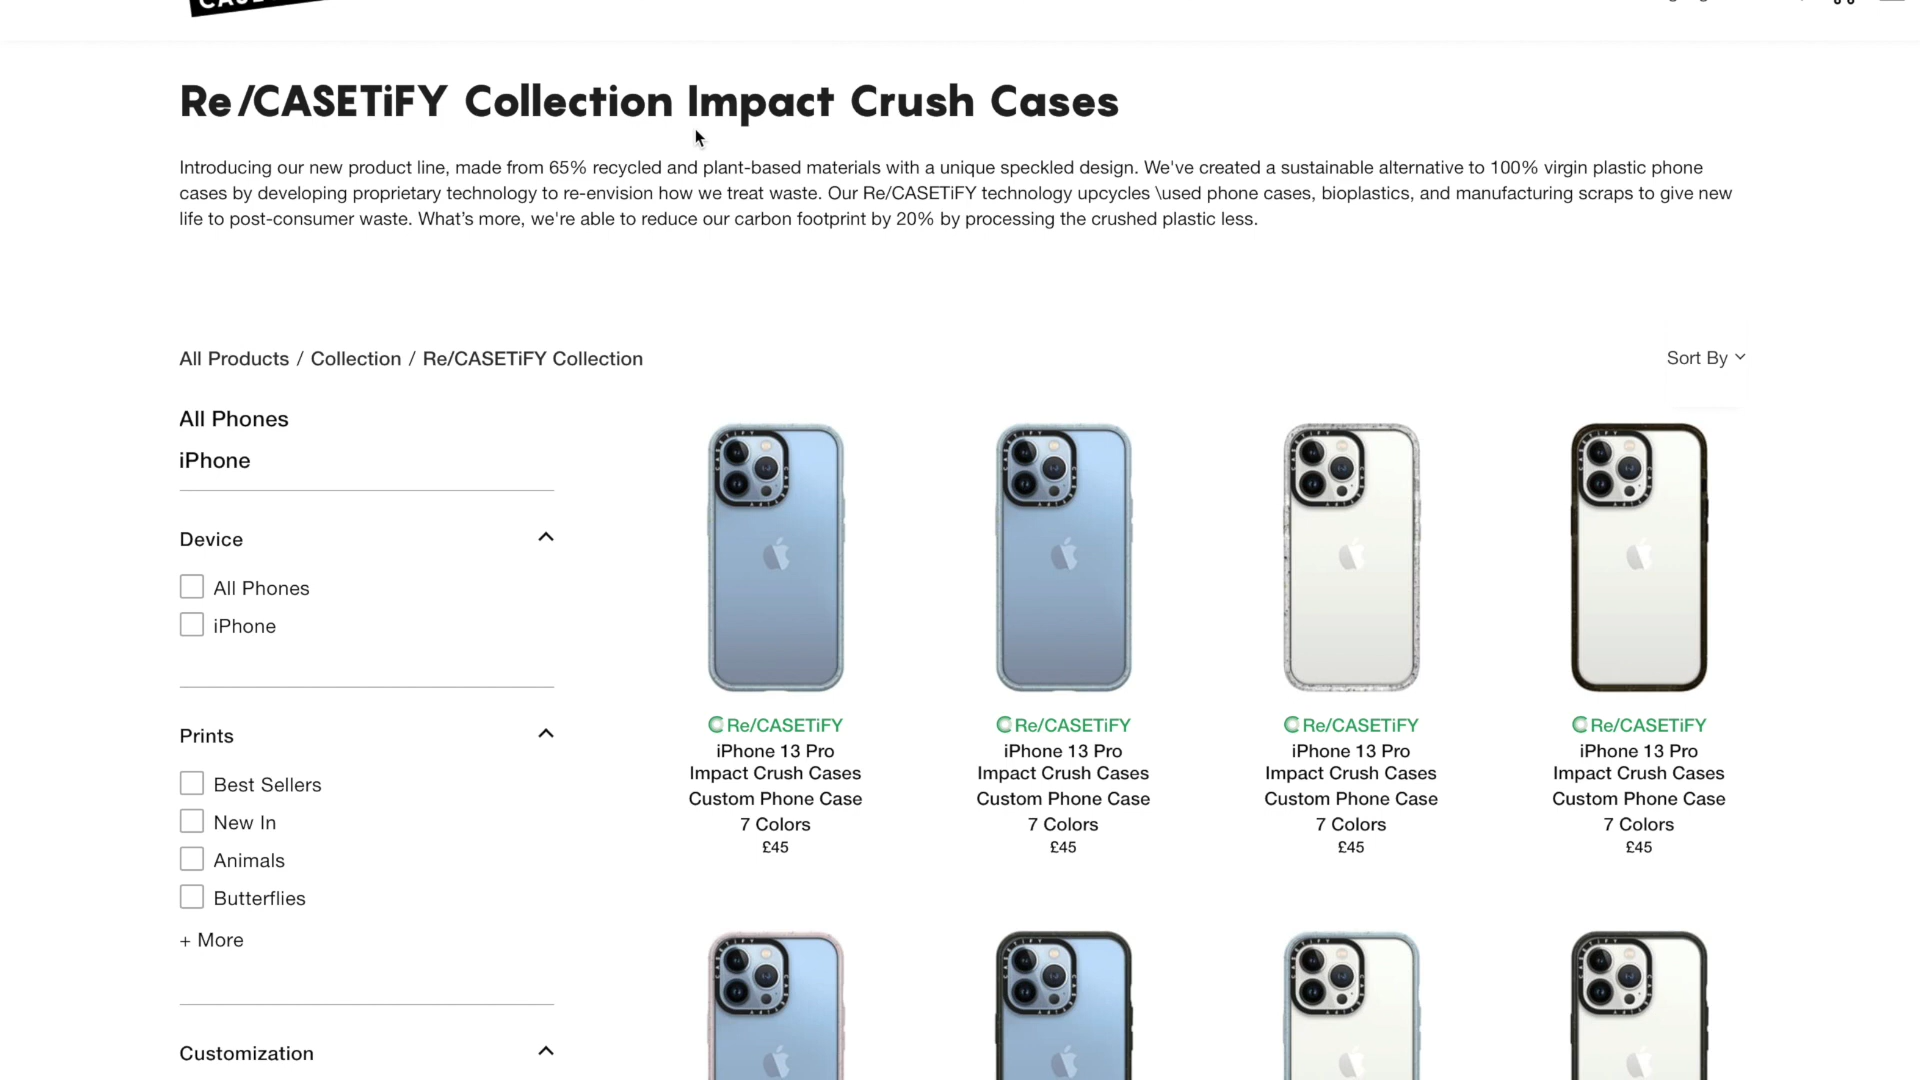 Re/CASETiFY Collection Impact Crush Cases
Introducing our new product line, made from 65% recycled and plant-based materials with a unique speckled design. We've created a sustainable alternative to 100% virgin plastic phone
cases by developing proprietary technology to re-envision how we treat waste. Our Re/CASETiFY technology upcycles \used phone cases, bioplastics, and manufacturing scraps to give new
life to post-consumer waste. What's more, we're able to reduce our carbon footprint by 20% by processing the crushed plastic less.
All Products / Collection / Re/CASETiFY Collection
Sort By
All Phones
iPhone
Device
All Phones
iPhone
Prints
Best Sellers
New In
Animals
Butterflies
+ More
Customization
Re/CASETiFY
iPhone 13 Pro
Impact Crush Cases
Custom Phone Case
7 Colors
£45
Re/CASETiFY
iPhone 13 Pro
Impact Crush Cases
Custom Phone Case
7 Colors
£45
Re/CASETiFY
iPhone 13 Pro
Impact Crush Cases
Custom Phone Case
7 Colors
£45
Re/CASETiFY
iPhone 13 Pro
Impact Crush Cases
Custom Phone Case
7 Colors
£45